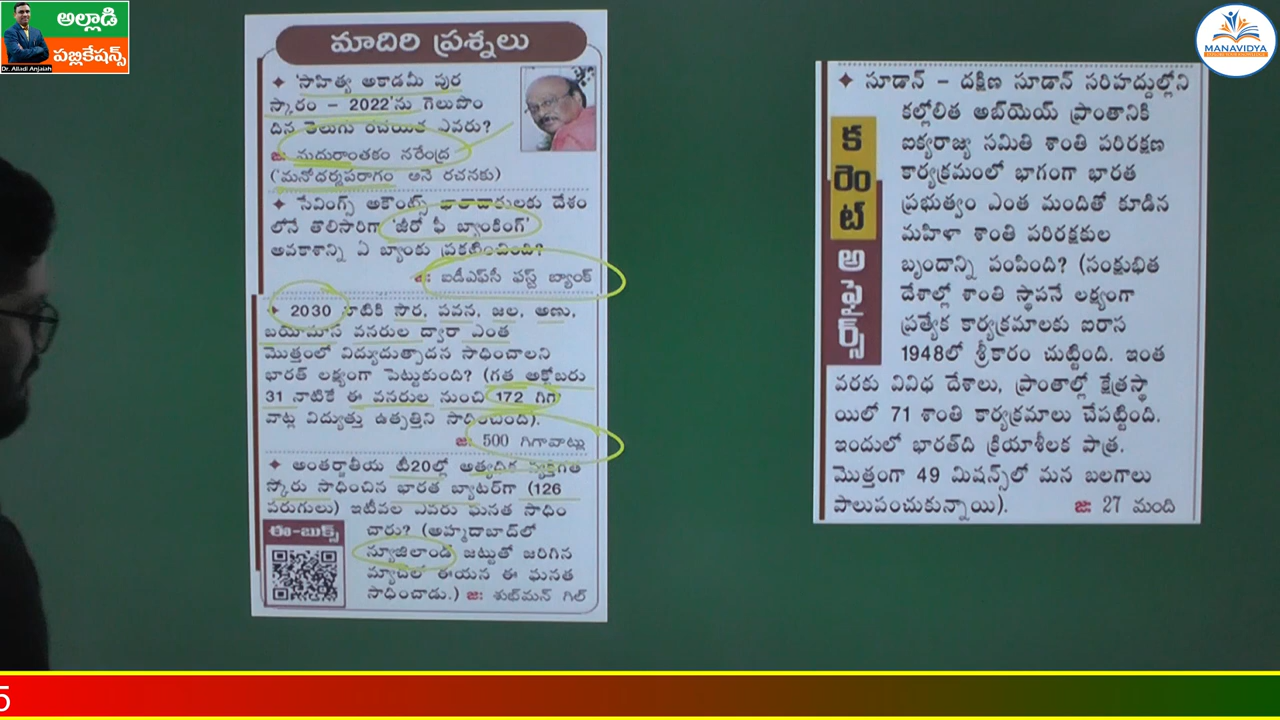 అల్లాడి
పబ్లికేషన్స్
Dr. Alladi Anjaiah
MANAVIDYA
మాదిరి ప్రశ్నలు
✦ 'సాహిత్య అకాడమీ పుర
స్కారం – 2022'ను గెలుపొం
దిన తెలుగు రచయిత ఎవరు?
జ: మధురాంతకం నరేంద్ర
('మనోధర్మపరాగం' అనే రచనకు)
✦ సేవింగ్స్ అకౌంట్స్ ఖాతాదారులకు దేశం
లోనే తొలిసారిగా 'జీరో ఫీ బ్యాంకింగ్'
అవకాశాన్ని ఏ బ్యాంకు ప్రకటించింది?
జ: ఐడీఎఫ్‌సీ ఫస్ట్ బ్యాంక్
✦ 2030 నాటికి సౌర, పవన, జల, అణు,
బయోమాస్ వనరుల ద్వారా ఎంత
మొత్తంలో విద్యుదుత్పాదన సాధించాలని
భారత్ లక్ష్యంగా పెట్టుకుంది? (గత అక్టోబరు
31 నాటికే ఈ వనరుల నుంచి 172 గిగా
వాట్ల విద్యుత్తు ఉత్పత్తిని సాధించింది).
జ: 500 గిగావాట్లు
✦ అంతర్జాతీయ టీ20ల్లో అత్యధిక వ్యక్తిగత
స్కోరు సాధించిన భారత బ్యాటర్‌గా (126
పరుగులు) ఇటీవల ఎవరు ఘనత సాధిం
చారు? (అహ్మదాబాద్‌లో
న్యూజిలాండ్ జట్టుతో జరిగిన
మ్యాచ్‌లో ఈయన ఈ ఘనత
సాధించాడు.) జ: శుభ్‌మన్ గిల్
ఈ-బుక్స్
కరెంట్
అఫైర్స్
✦ సూడాన్ – దక్షిణ సూడాన్ సరిహద్దుల్లోని
కల్లోలిత అబ్‌యెయ్ ప్రాంతానికి
ఐక్యరాజ్య సమితి శాంతి పరిరక్షణ
కార్యక్రమంలో భాగంగా భారత
ప్రభుత్వం ఎంత మందితో కూడిన
మహిళా శాంతి పరిరక్షకుల
బృందాన్ని పంపింది? (సంక్షుభిత
దేశాల్లో శాంతి స్థాపనే లక్ష్యంగా
ప్రత్యేక కార్యక్రమాలకు ఐరాస
1948లో శ్రీకారం చుట్టింది. ఇంత
వరకు వివిధ దేశాలు, ప్రాంతాల్లో క్షేత్రస్థా
యిలో 71 శాంతి కార్యక్రమాలు చేపట్టింది.
ఇందులో భారత్‌ది క్రియాశీలక పాత్ర.
మొత్తంగా 49 మిషన్స్‌లో మన బలగాలు
పాలుపంచుకున్నాయి). జ: 27 మంది
5